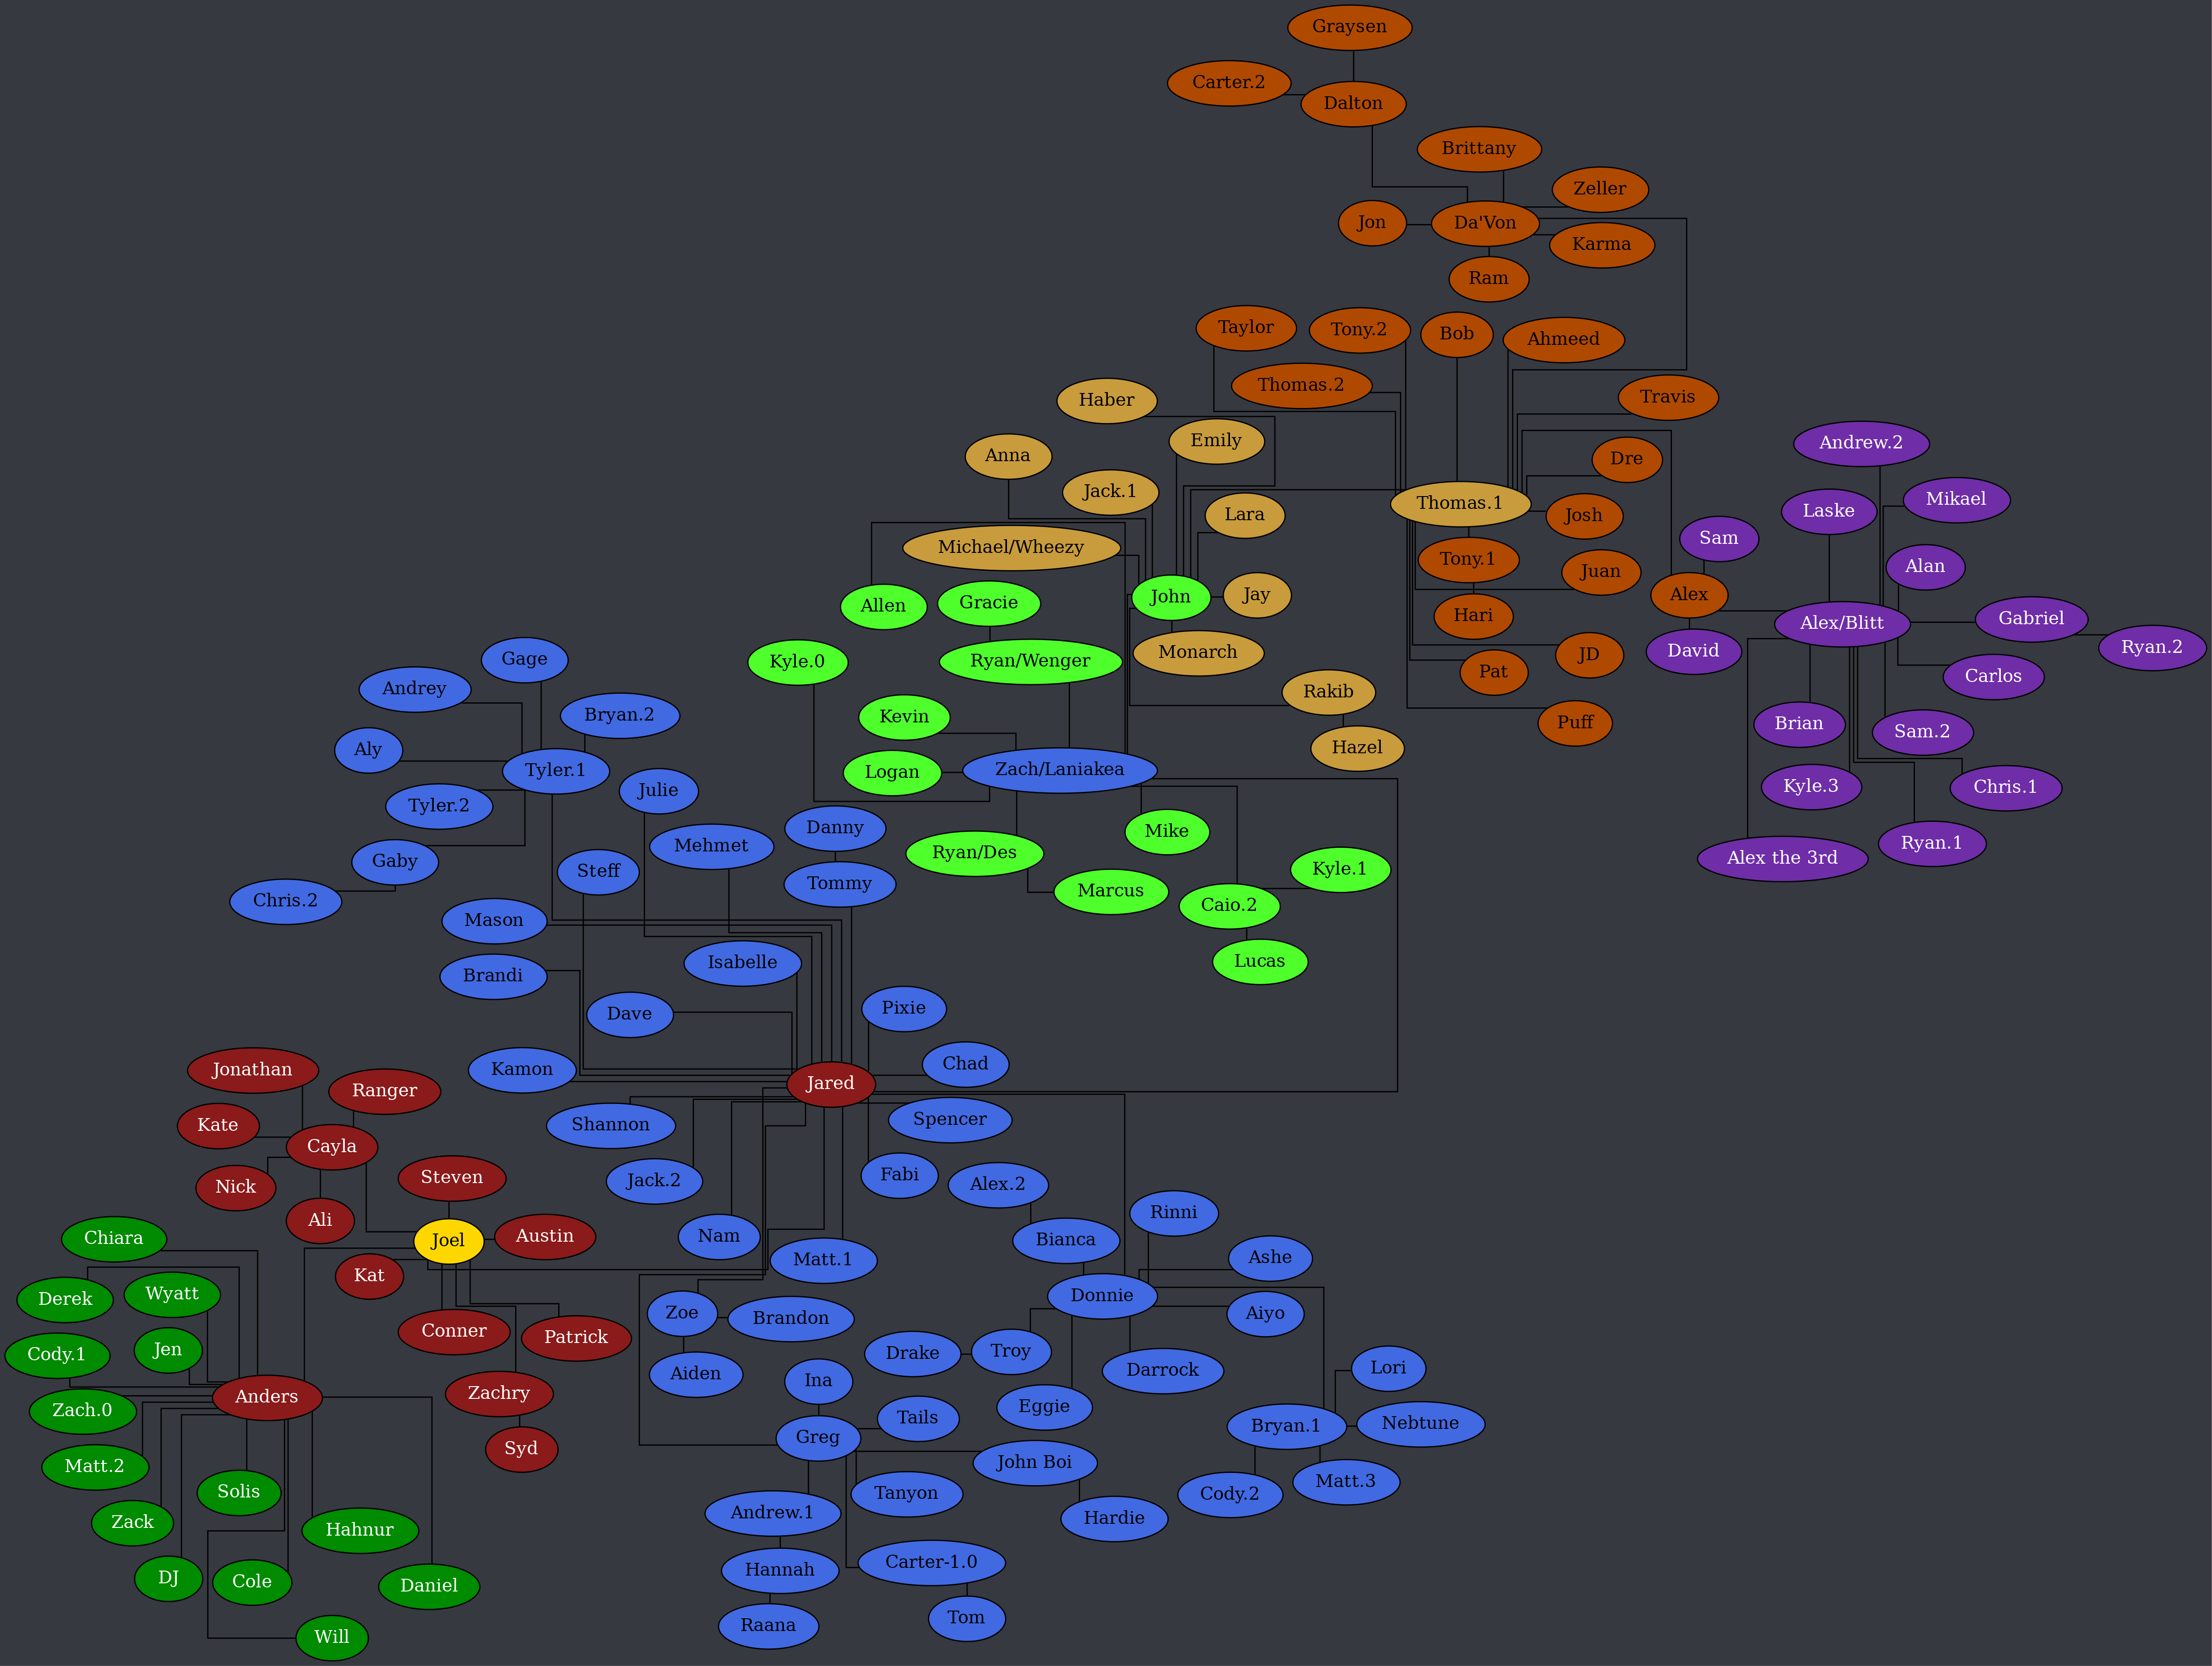 Graysen
Carter.2
Dalton
Brittany
Zeller
Jon
Da'Von
Karma
Ram
Taylor
Tony.2
Bob
Ahmeed
Thomas.2
Travis
Haber
Emily
Andrew.2
Anna
Dre
Jack.1
Mikael
Thomas.1
Laske
Lara
Josh
Sam
Michael/Wheezy
Tony.1
Alan
Juan
Allen
Gracie
John
Jay
Alex
Hari
Alex/Blitt
Gabriel
Ryan.2
Gage
Kyle.0
Ryan/Wenger
Monarch
JD
David
Pat
Carlos
Andrey
Rakib
Bryan.2
Kevin
Puff
Brian
Sam.2
Aly
Hazel
Tyler.1
Logan
Zach/Laniakea
Kyle.3
Chris.1
Julie
Tyler.2
Danny
Mike
Mehmet
Ryan/Des
Ryan.1
Alex the 3rd
Gaby
Steff
Tommy
Kyle.1
Marcus
Chris.2
Caio.2
Mason
Isabelle
Lucas
Brandi
Dave
Pixie
Chad
Jonathan
Kamon
Jared
Ranger
Kate
Shannon
Spencer
Cayla
Steven
Nick
Jack.2
Fabi
Alex.2
Ali
Rinni
Chiara
Joel
Austin
Nam
Bianca
Kat
Matt.1
Ashe
Derek
Wyatt
Donnie
Zoe
Brandon
Aiyo
Conner
Patrick
Cody.1
Jen
Drake
Troy
Lori
Aiden
Darrock
Anders
Zachry
Ina
Zach.0
Eggie
Tails
Bryan.1
Nebtune
Greg
Syd
Matt.2
John Boi
Matt.3
Solis
Tanyon
Cody.2
Zack
Hahnur
Andrew.1
Hardie
DJ
Cole
Daniel
Hannah
Carter-1.0
Will
Raana
Tom